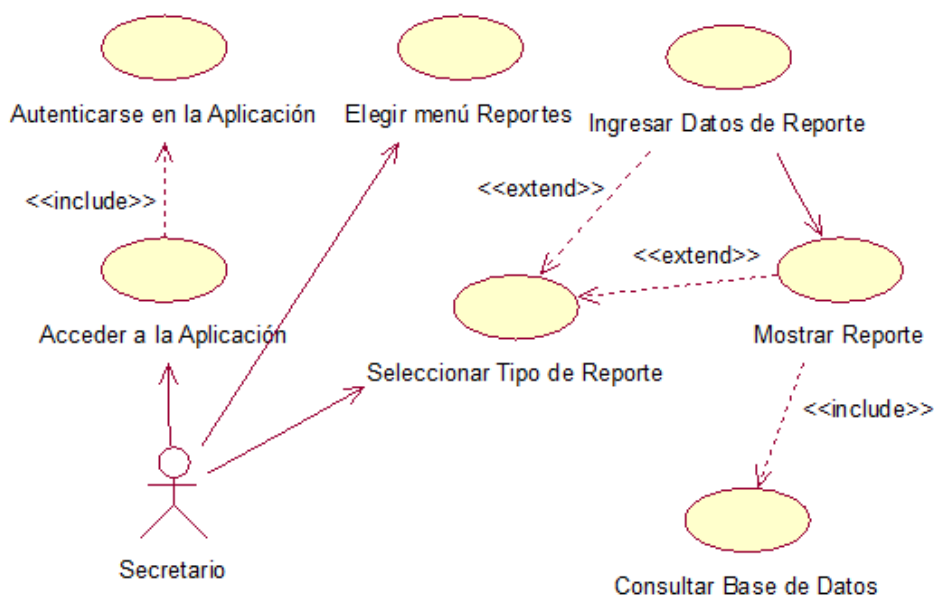 Autenticarse en la Aplicación
Elegir menú Reportes
Ingresar Datos de Reporte
<<extend>>
<<include>>
<<extend>>
Acceder a la Aplicación
Mostrar Reporte
Seleccionar Tipo de Reporte
<<include>>
Secretario
Consultar Base de Datos